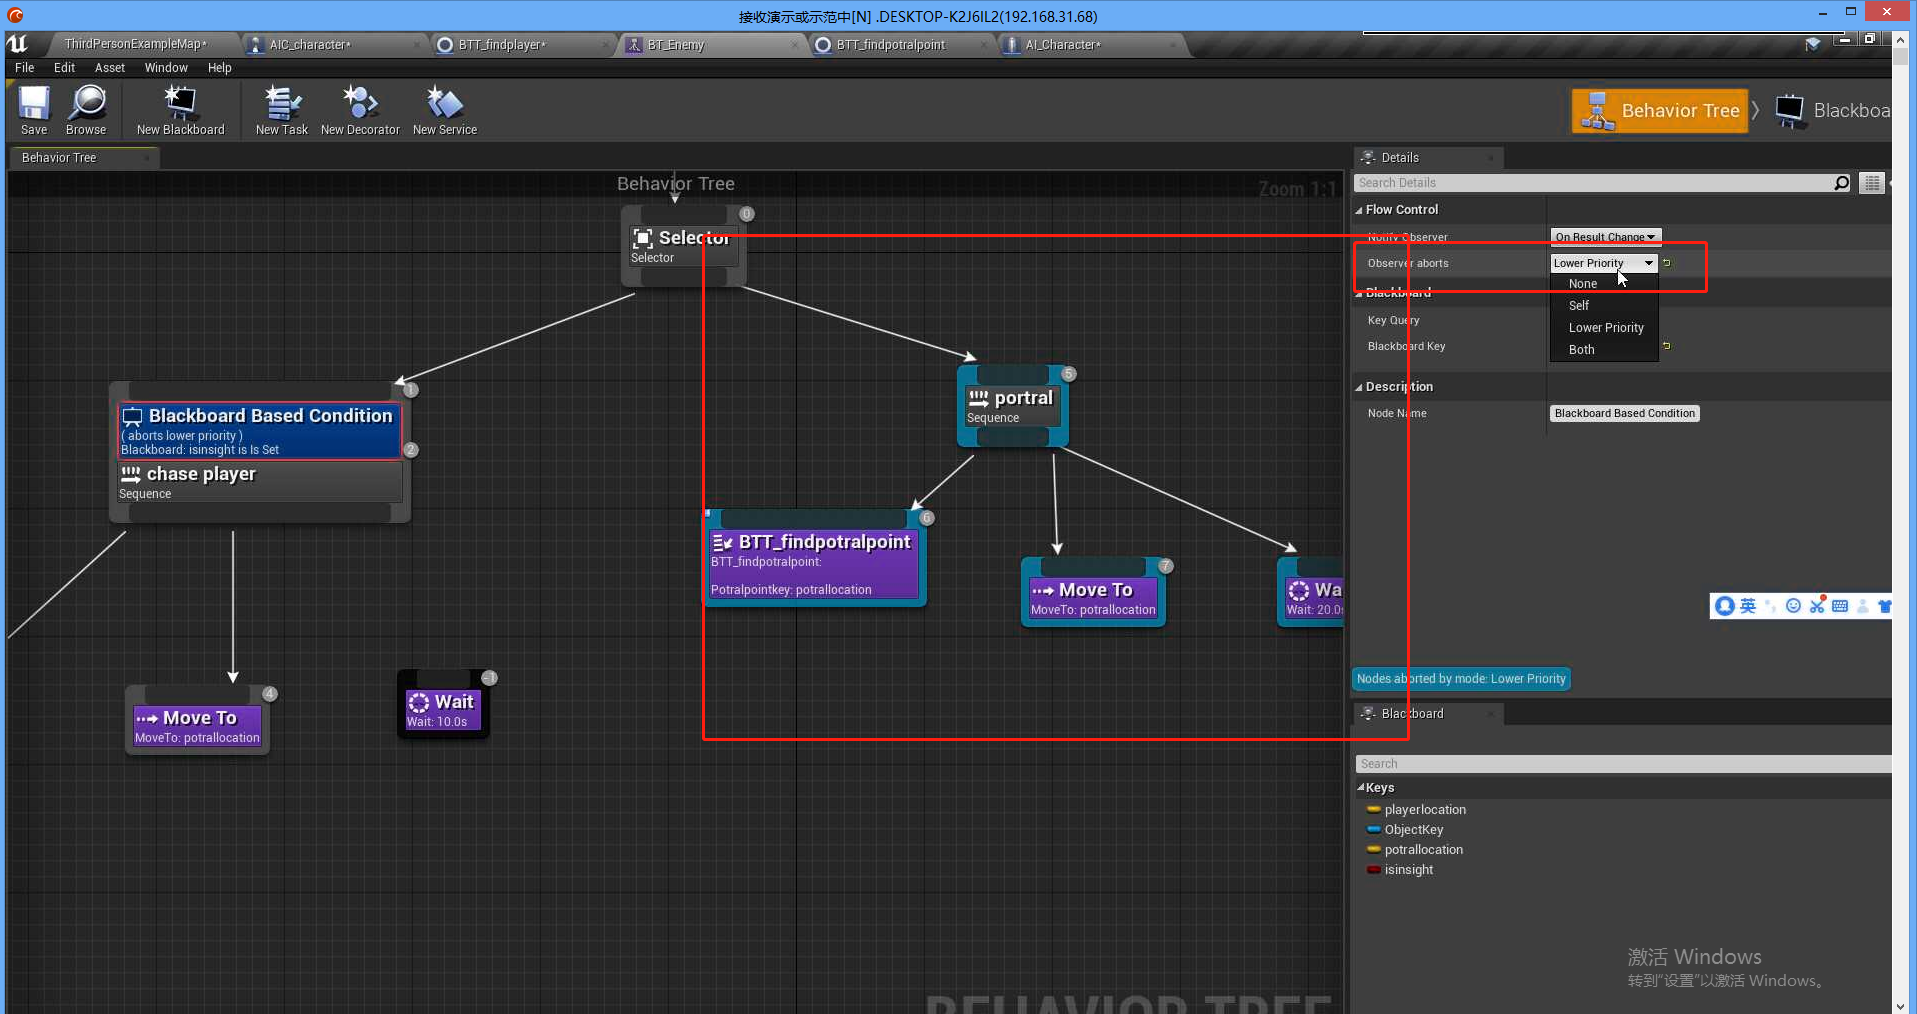 接收演示或示范中[N] .DESKTOP-K2J6IL2(192.168.31.68)
ThirdPersonExampleMap*
AIC_character*
BTT_findplayer*
BT_Enemy
BTT_findpotralpoint
AI_Character*
File Edit Asset Window Help
Save
Browse
New Blackboard
New Task
New Decorator
New Service
Behavior Tree
Blackboa
Behavior Tree
Behavior Tree
Zoom 1:1
0
Selector
Selector
1
Blackboard Based Condition
( aborts lower priority )
Blackboard: isinsight is Is Set
2
chase player
Sequence
5
portral
Sequence
6
BTT_findpotralpoint
BTT_findpotralpoint:
Potralpointkey: potrallocation
7
Move To
MoveTo: potrallocation
Wa
Wait: 20.0
4
Move To
MoveTo: potrallocation
-1
Wait
Wait: 10.0s
BEHAVIOR TREE
Details
Search Details
Flow Control
Notify Observer
On Result Change
Observer aborts
Lower Priority
None
Self
Lower Priority
Both
Blackboard
Key Query
Blackboard Key
Description
Node Name
Blackboard Based Condition
英
Nodes aborted by mode: Lower Priority
Blackboard
Search
Keys
playerlocation
ObjectKey
potrallocation
isinsight
激活 Windows
转到“设置”以激活 Windows。